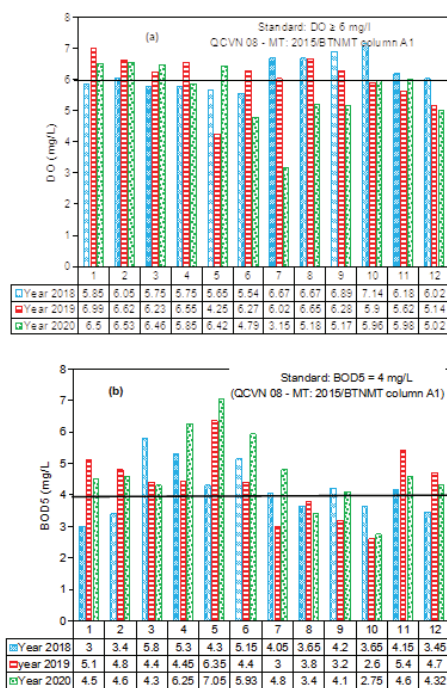 8
7
6
5
4
3
2
1
0
DO (mg/L)
(a)
Standard: DO ≥ 6 mg/l
QCVN 08 - MT: 2015/BTNMT column A1
1 2 3 4 5 6 7 8 9 10 11 12
Year 2018 5.85 6.05 5.75 5.75 5.65 5.54 6.67 6.67 6.89 7.14 6.18 6.02
Year 2019 6.99 6.62 6.23 6.55 4.25 6.27 6.02 6.65 6.28 5.9 5.62 5.14
Year 2020 6.5 6.53 6.46 5.85 6.42 4.79 3.15 5.18 5.17 5.96 5.98 5.02
8
7
6
5
4
3
2
1
0
BOD5 (mg/L
(b)
Standard: BOD5 = 4 mg/L
(QCVN 08 - MT: 2015/BTNMT column A1)
1 2 3 4 5 6 7 8 9 10 11 12
Year 2018 3 3.4 5.8 5.3 4.3 5.15 4.05 3.65 4.2 3.65 4.15 3.45
year 2019 5.1 4.8 4.4 4.45 6.35 4.4 3 3.8 3.2 2.6 5.4 4.7
Year 2020 4.5 4.6 4.3 6.25 7.05 5.93 4.8 3.4 4.1 2.75 4.6 4.32